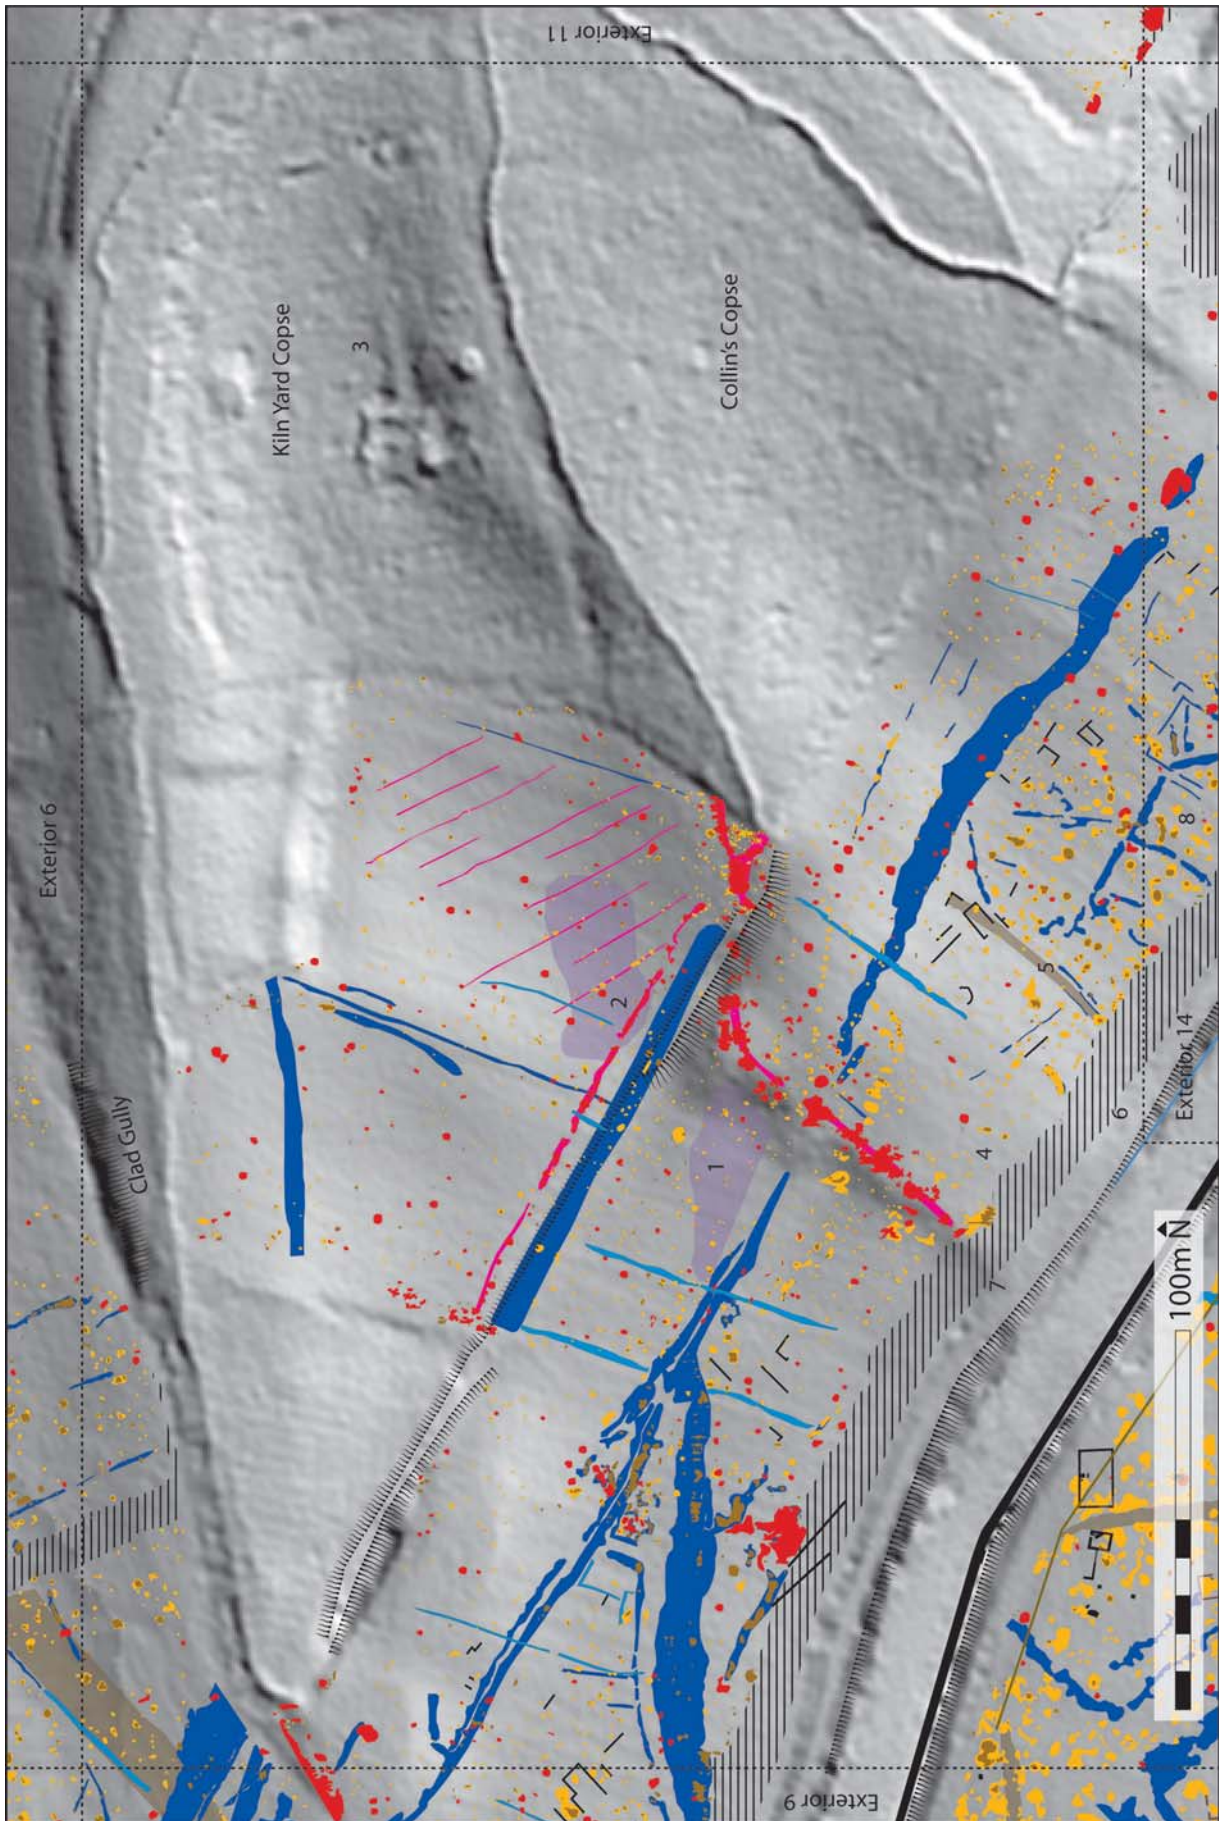 Exterior 11
Exterior 6
Kiln Yard Copse
3
Collin's Copse
Clad Gully
2
1
8
5
4
6
7
Exterior 14
100m N
Exterior 9